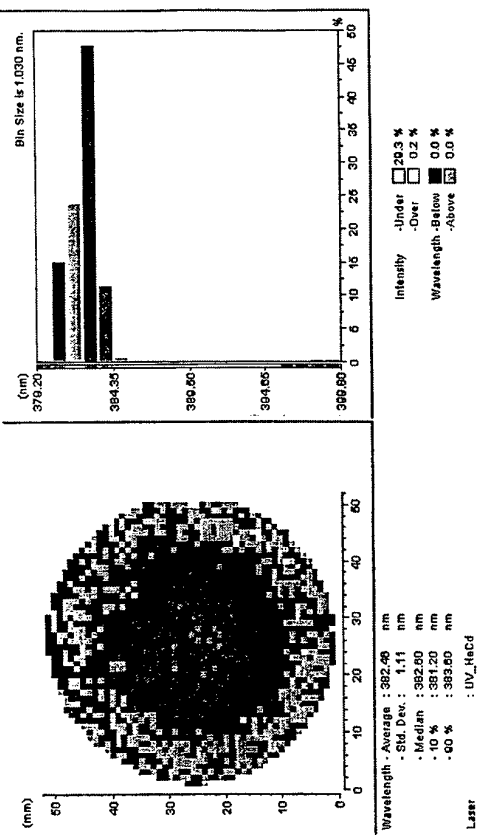 Bin Size is 1.030 nm.
%
50
45
40
35
30
25
20
15
10
5
0
(nm)
379.20
384.35
389.50
394.65
399.80
Intensity -Under 29.3 %
-Over 0.2 %
Wavelength -Below 0.0 %
-Above 0.0 %
(mm)
50
40
30
20
10
0
0 10 20 30 40 50 (mm)
Wavelength - Average : 382.46 nm
- Std. Dev. : 1.11 nm
- Median : 382.60 nm
- 10 % : 381.20 nm
- 90 % : 383.60 nm
Laser : UV_HeCd